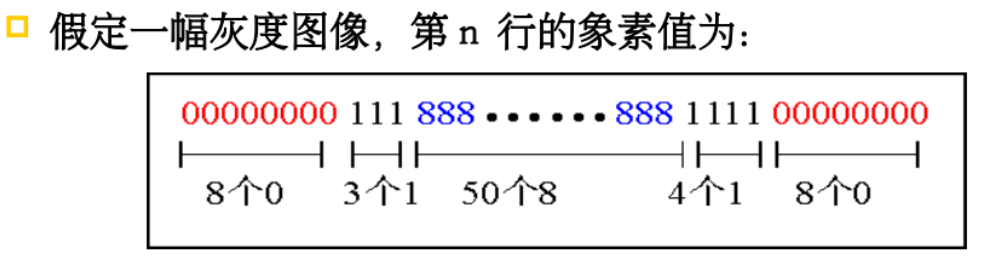 假定一幅灰度图像，第 n 行的象素值为：
00000000 111 888 ······ 888 1111 00000000
8个0 3个1 50个8 4个1 8个0